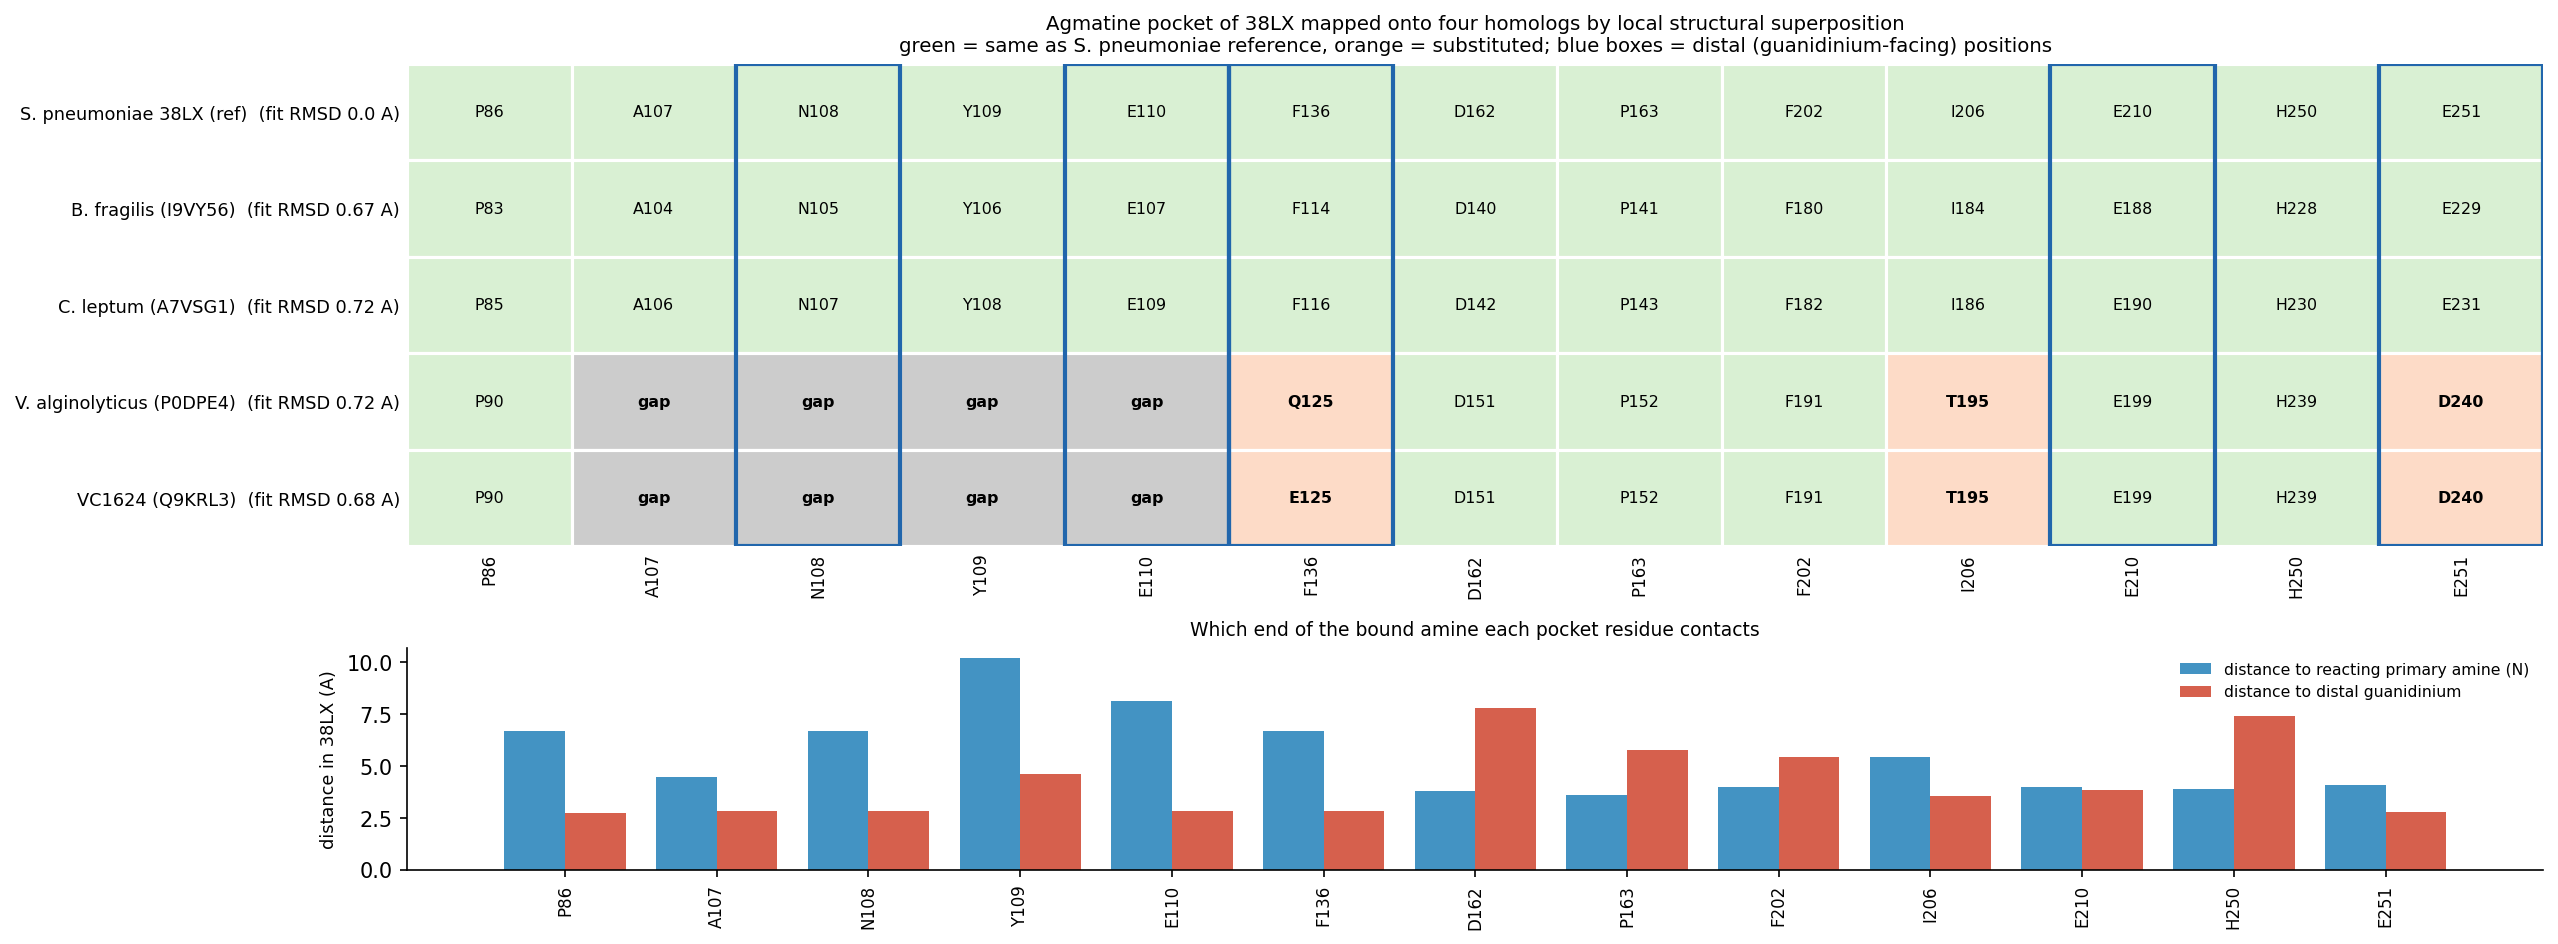 Agmatine pocket of 38LX mapped onto four homologs by local structural superposition
green = same as S. pneumoniae reference, orange = substituted; blue boxes = distal (guanidinium-facing) positions
S. pneumoniae 38LX (ref)  (fit RMSD 0.0 A) P86 A107 N108 Y109 E110 F136 D162 P163 F202 I206 E210 H250 E251
B. fragilis (I9VY56)  (fit RMSD 0.67 A) P83 A104 N105 Y106 E107 F114 D140 P141 F180 I184 E188 H228 E229
C. leptum (A7VSG1)  (fit RMSD 0.72 A) P85 A106 N107 Y108 E109 F116 D142 P143 F182 I186 E190 H230 E231
V. alginolyticus (P0DPE4)  (fit RMSD 0.72 A) P90 gap gap gap gap Q125 D151 P152 F191 T195 E199 H239 D240
VC1624 (Q9KRL3)  (fit RMSD 0.68 A) P90 gap gap gap gap E125 D151 P152 F191 T195 E199 H239 D240
P86 A107 N108 Y109 E110 F136 D162 P163 F202 I206 E210 H250 E251
Which end of the bound amine each pocket residue contacts
distance in 38LX (A)
10.0
7.5
5.0
2.5
0.0
distance to reacting primary amine (N)
distance to distal guanidinium
P86 A107 N108 Y109 E110 F136 D162 P163 F202 I206 E210 H250 E251